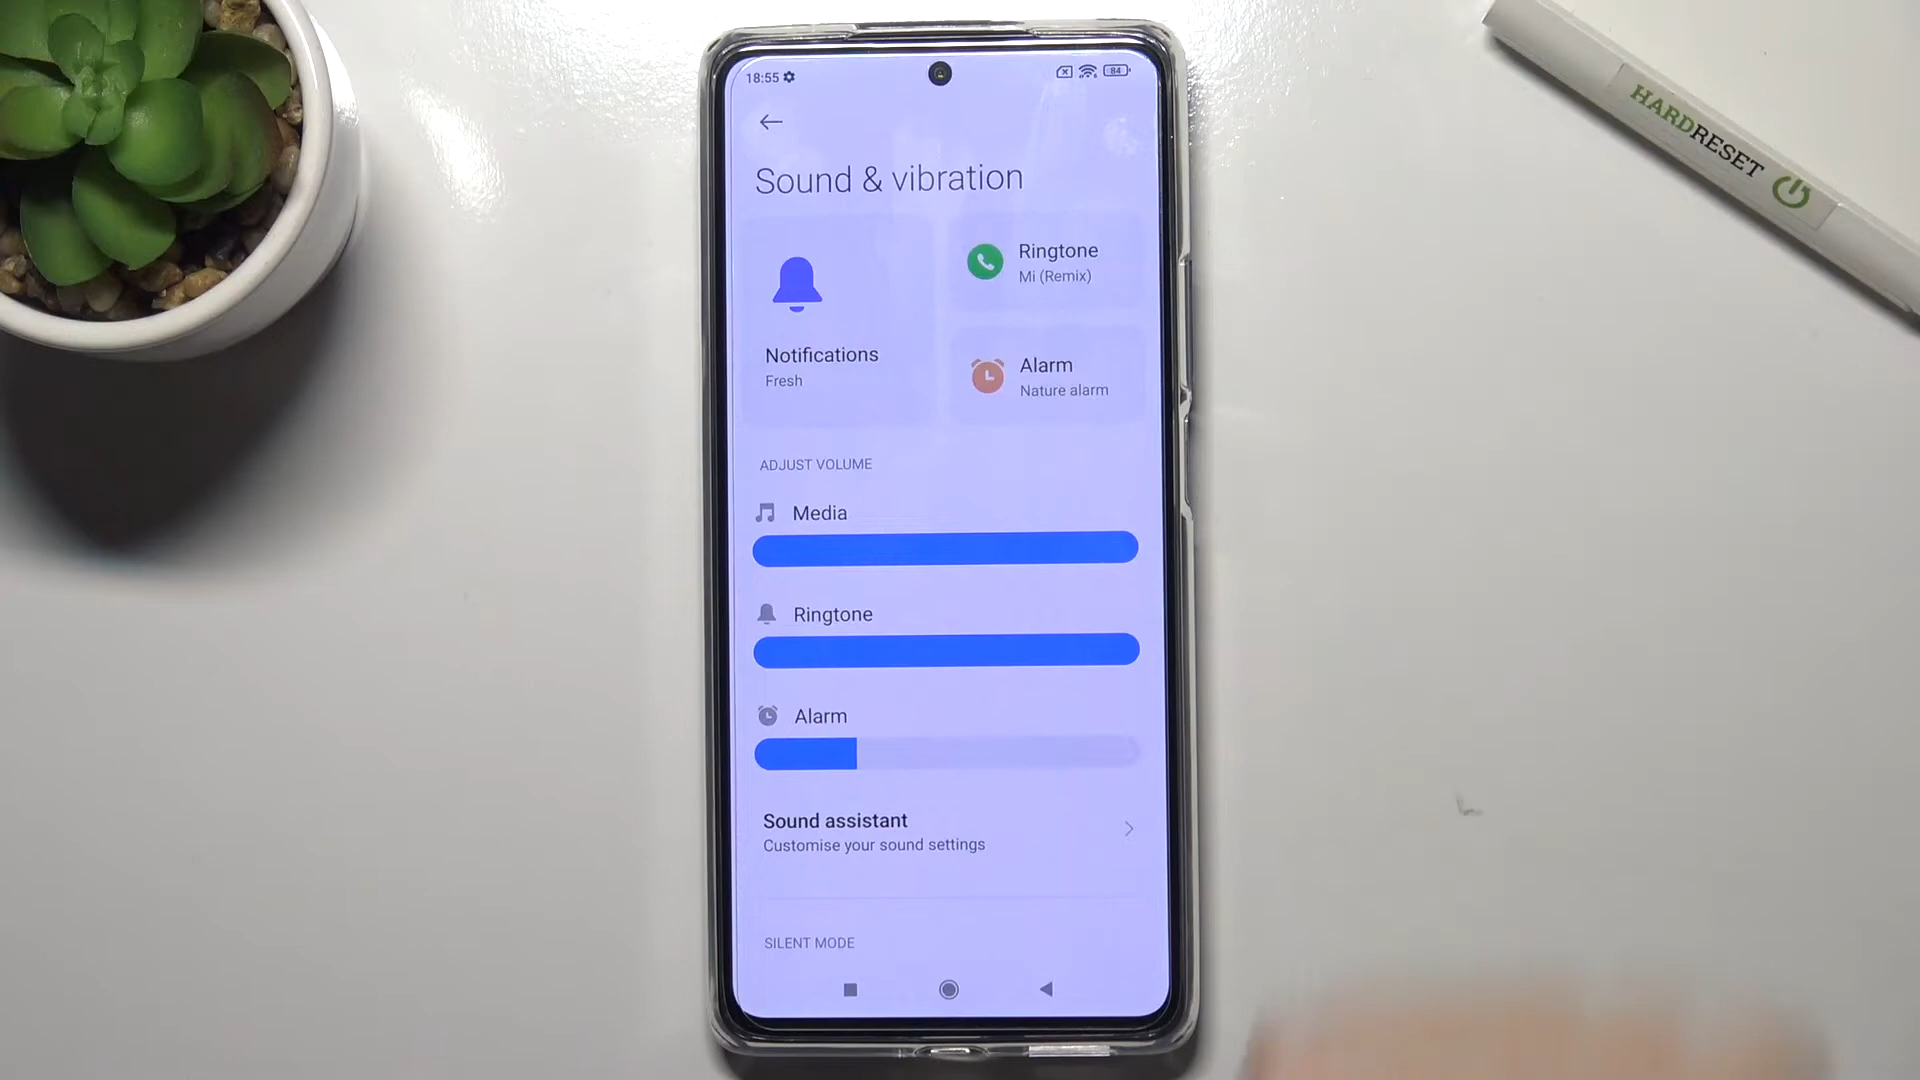 18:55
84
Sound & vibration
Notifications
Fresh
Ringtone
Mi (Remix)
Alarm
Nature alarm
ADJUST VOLUME
Media
Ringtone
Alarm
Sound assistant
Customise your sound settings
SILENT MODE
HARDRESET